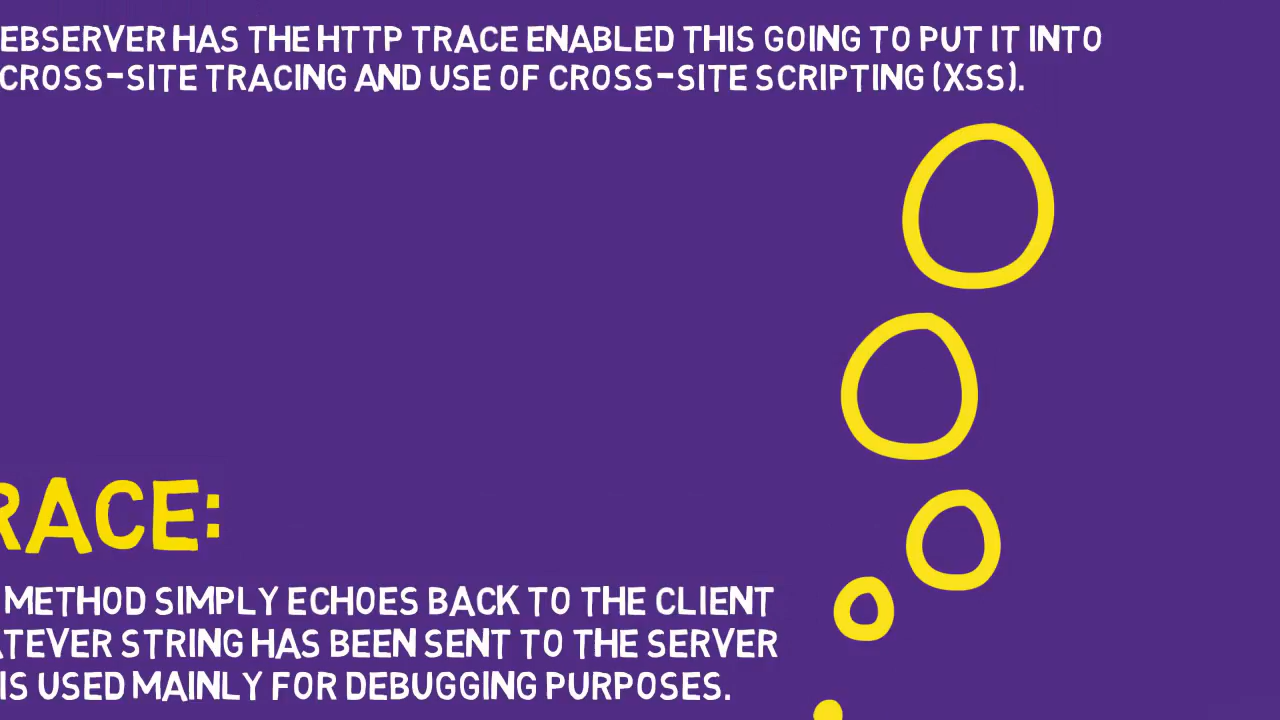 EBSERVER HAS THE HTTP TRACE ENABLED THIS GOING TO PUT IT INTO
CROSS-SITE TRACING AND USE OF CROSS-SITE SCRIPTING (XSS).
RACE:
METHOD SIMPLY ECHOES BACK TO THE CLIENT
ATEVER STRING HAS BEEN SENT TO THE SERVER
IS USED MAINLY FOR DEBUGGING PURPOSES.